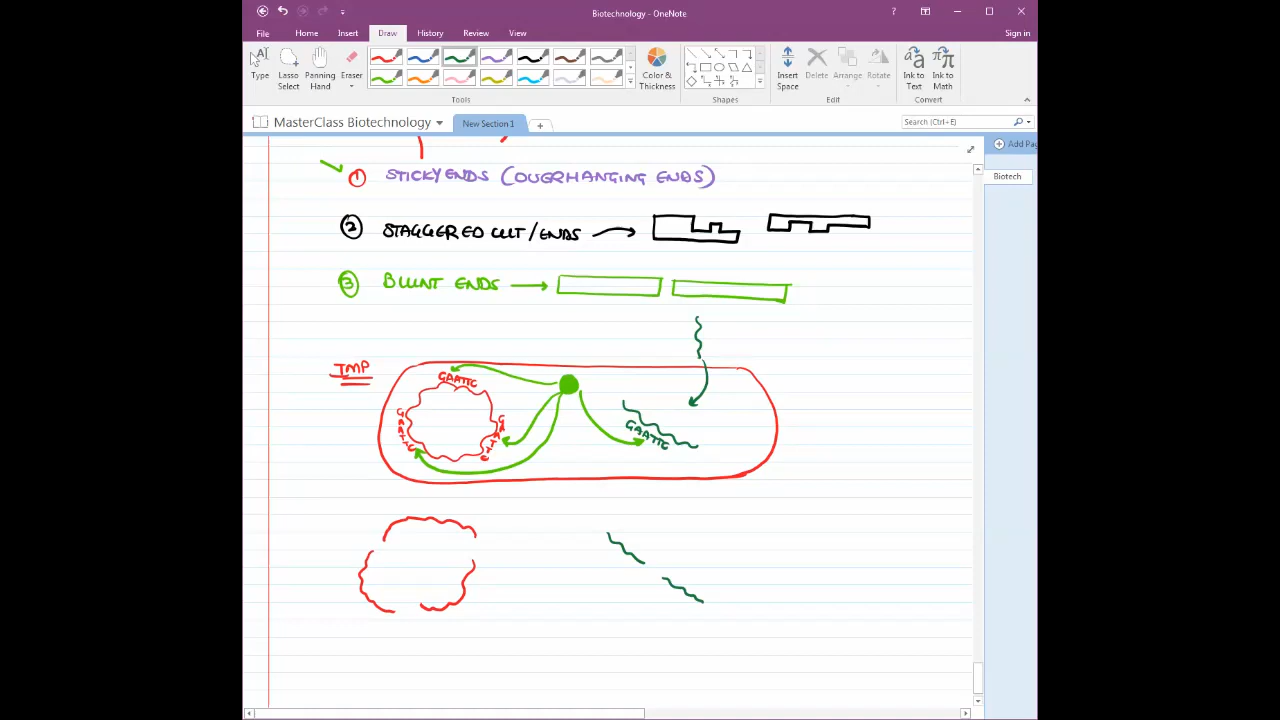 Biotechnology - OneNote
?
File Home Insert Draw History Review View Sign in
Type Lasso Select Panning Hand Eraser Color & Thickness Insert Space Delete Arrange Rotate Ink to Text Ink to Math
Tools Shapes Edit Convert
MasterClass Biotechnology New Section 1 Search (Ctrl+E)
Add Pag
Biotech
1 STICKY ENDS (OVERHANGING ENDS)
2 STAGGERED CUT/ENDS
3 BLUNT ENDS
IMP
GAATTC
GAATTC
GAATTC
GAATTC